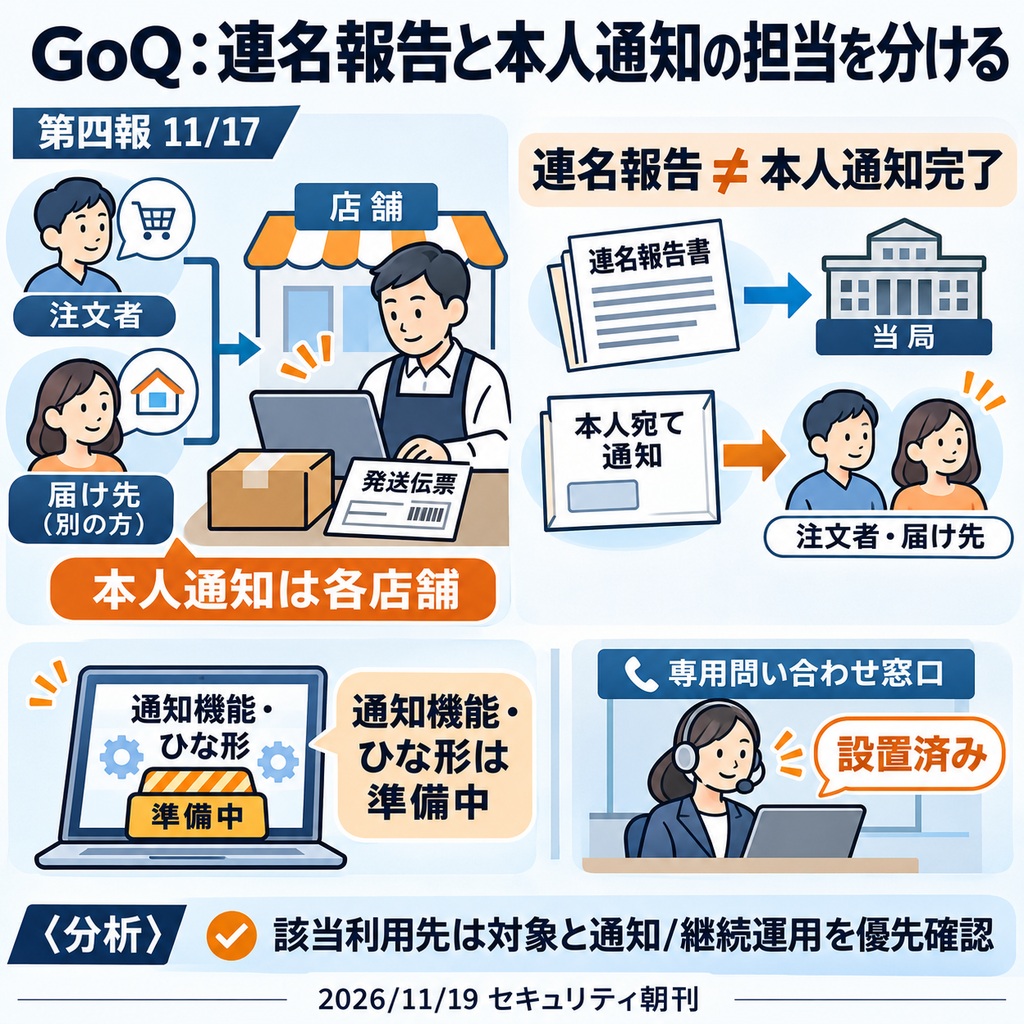 GoQ：連名報告と本人通知の担当を分ける
第四報 11/17
注文者
届け先
（別の方）
店舗
発送伝票
本人通知は各店舗
連名報告 ≠ 本人通知完了
連名報告書
当局
本人宛て
通知
注文者・届け先
通知機能・
ひな形
準備中
通知機能・
ひな形は
準備中
専用問い合わせ窓口
設置済み
〈分析〉 該当利用先は対象と通知/継続運用を優先確認
2026/11/19 セキュリティ朝刊